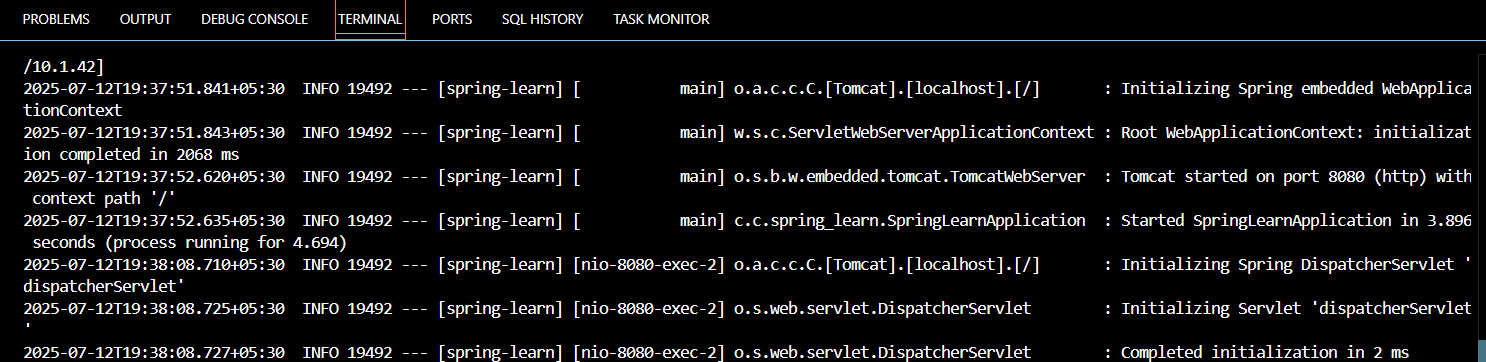 PROBLEMS OUTPUT DEBUG CONSOLE TERMINAL PORTS SQL HISTORY TASK MONITOR
/10.1.42]
2025-07-12T19:37:51.841+05:30  INFO 19492 --- [spring-learn] [           main] o.a.c.c.C.[Tomcat].[localhost].[/]       : Initializing Spring embedded WebApplica
tionContext
2025-07-12T19:37:51.843+05:30  INFO 19492 --- [spring-learn] [           main] w.s.c.ServletWebServerApplicationContext : Root WebApplicationContext: initializat
ion completed in 2068 ms
2025-07-12T19:37:52.620+05:30  INFO 19492 --- [spring-learn] [           main] o.s.b.w.embedded.tomcat.TomcatWebServer  : Tomcat started on port 8080 (http) with
 context path '/'
2025-07-12T19:37:52.635+05:30  INFO 19492 --- [spring-learn] [           main] c.c.spring_learn.SpringLearnApplication  : Started SpringLearnApplication in 3.896
 seconds (process running for 4.694)
2025-07-12T19:38:08.710+05:30  INFO 19492 --- [spring-learn] [nio-8080-exec-2] o.a.c.c.C.[Tomcat].[localhost].[/]       : Initializing Spring DispatcherServlet '
dispatcherServlet'
2025-07-12T19:38:08.725+05:30  INFO 19492 --- [spring-learn] [nio-8080-exec-2] o.s.web.servlet.DispatcherServlet        : Initializing Servlet 'dispatcherServlet
'
2025-07-12T19:38:08.727+05:30  INFO 19492 --- [spring-learn] [nio-8080-exec-2] o.s.web.servlet.DispatcherServlet        : Completed initialization in 2 ms